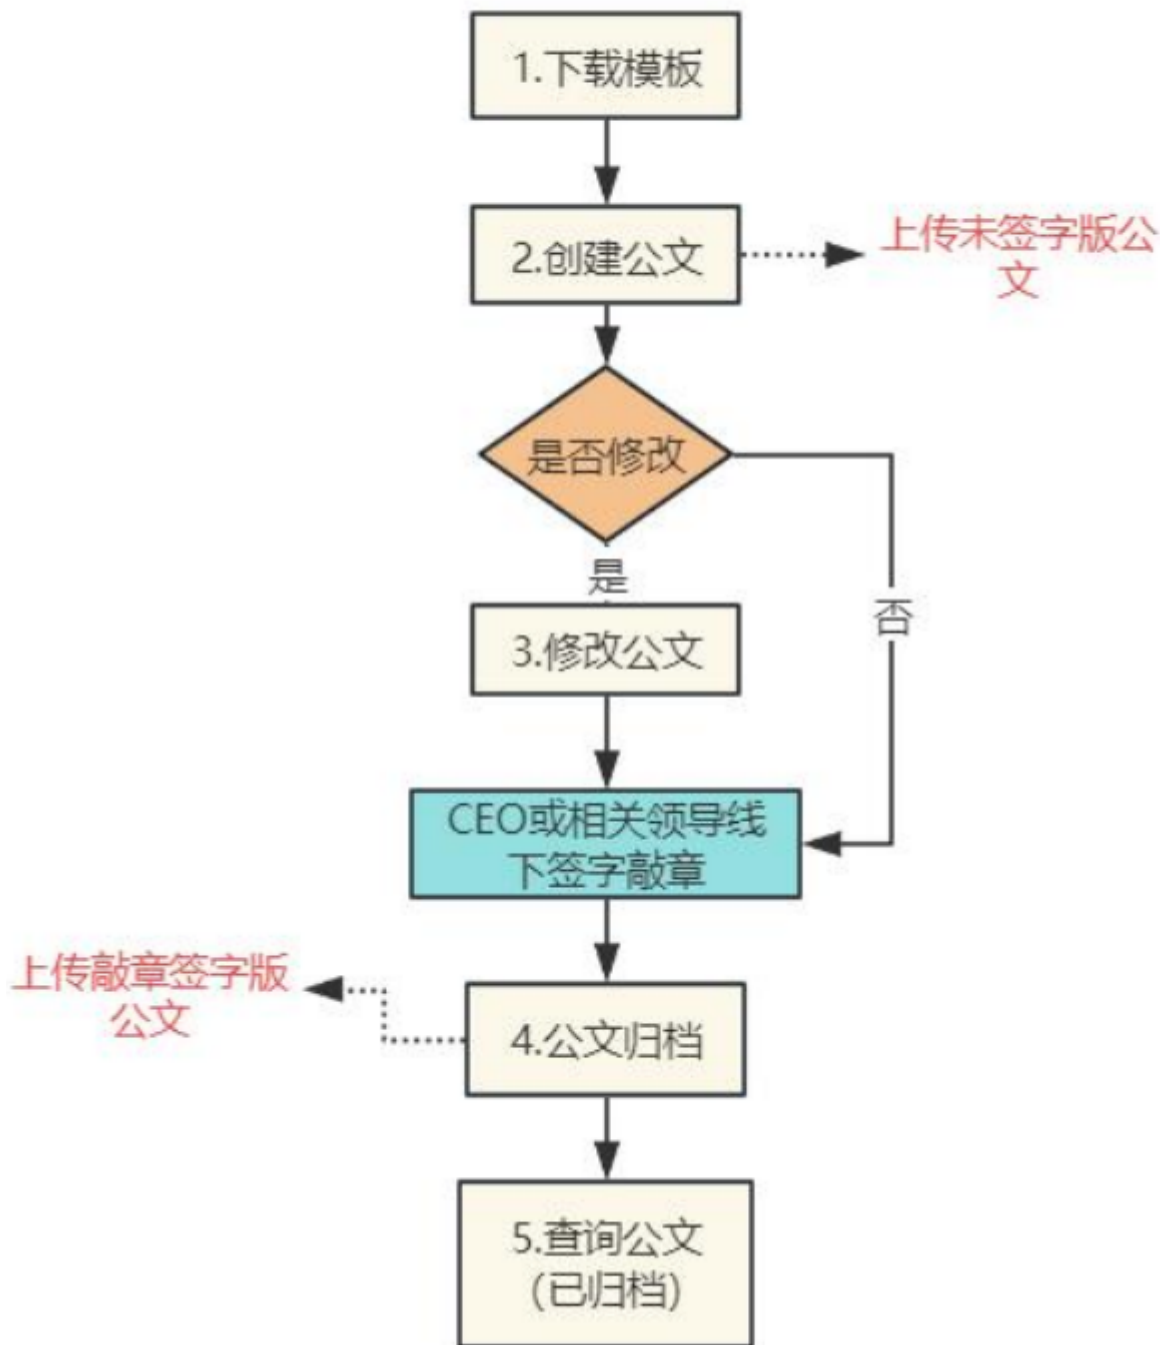 1.下载模板
2.创建公文
上传未签字版公
文
是否修改
是
否
3.修改公文
CEO或相关领导线
下签字敲章
上传敲章签字版
公文
4.公文归档
5.查询公文
(已归档)